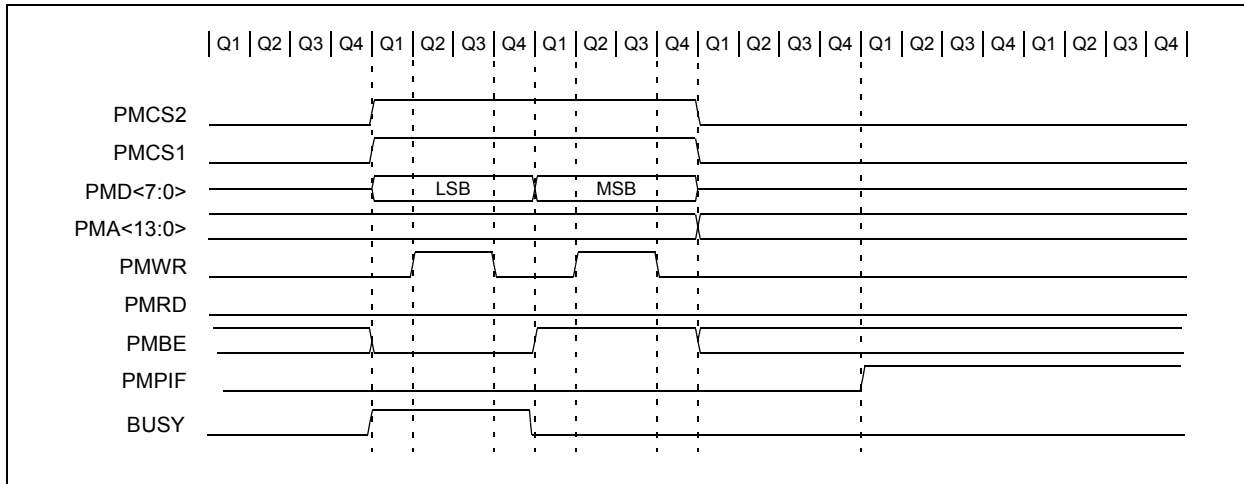 Q1 Q2 Q3 Q4 Q1 Q2 Q3 Q4 Q1 Q2 Q3 Q4 Q1 Q2 Q3 Q4 Q1 Q2 Q3 Q4 Q1 Q2 Q3 Q4
PMCS2
PMCS1
PMD<7:0> LSB MSB
PMA<13:0>
PMWR
PMRD
PMBE
PMPIF
BUSY